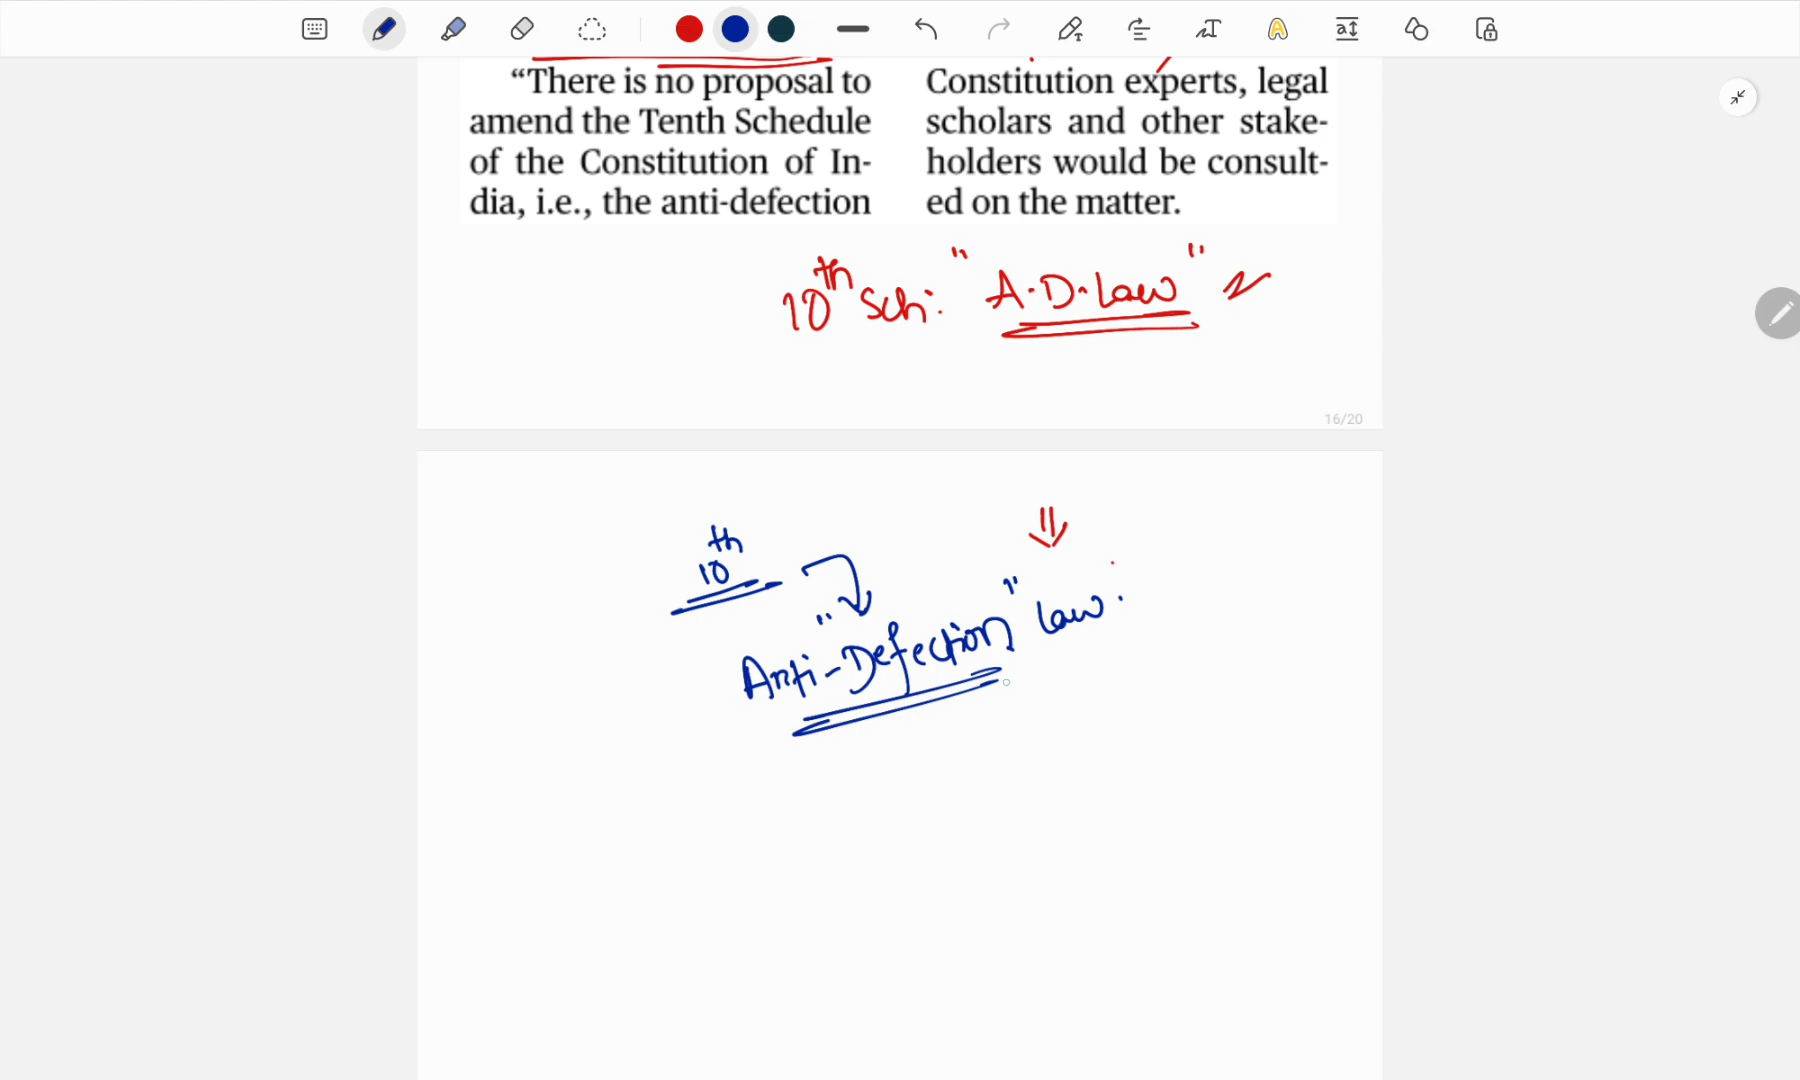 “There is no proposal to
amend the Tenth Schedule
of the Constitution of In-
dia, i.e., the anti-defection
Constitution experts, legal
scholars and other stake-
holders would be consult-
ed on the matter.
10th Sch: "A.D. Law"
16/20
10th
"Anti-Defection" Law.